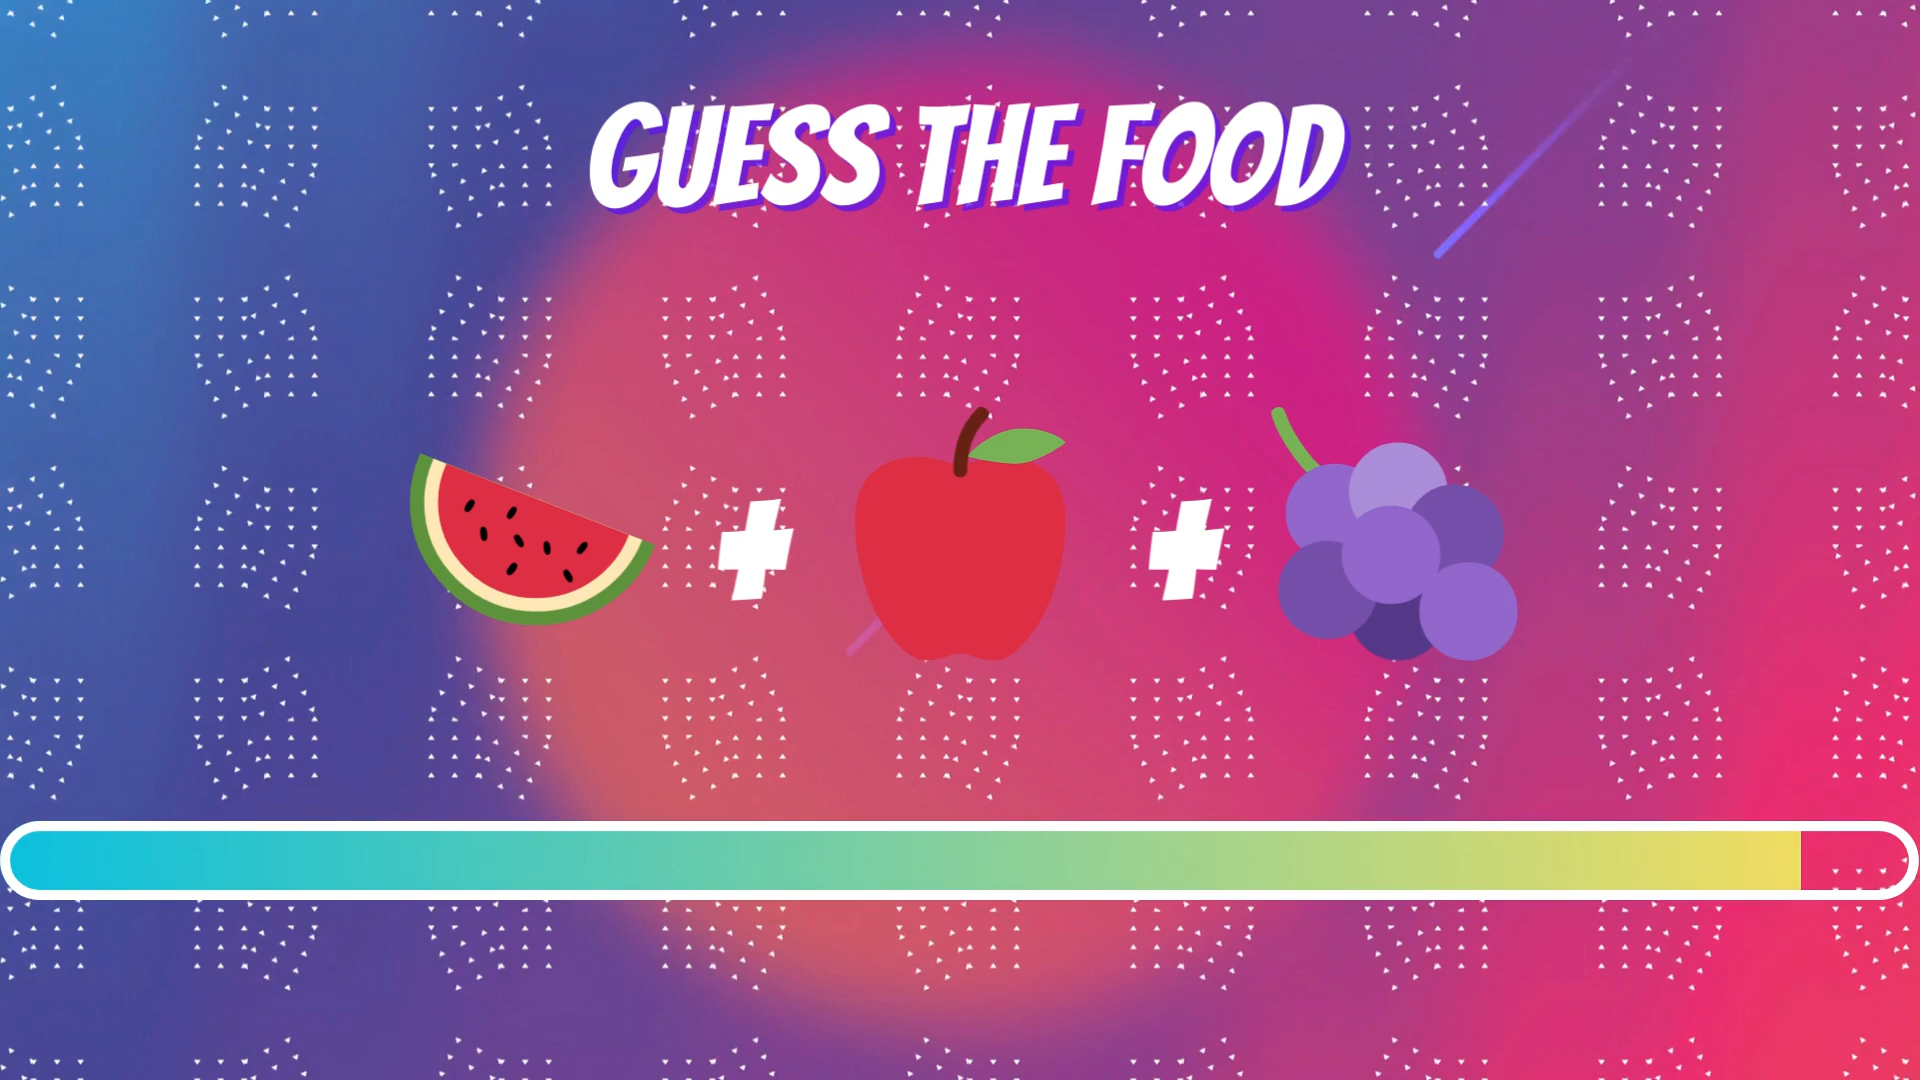 GUESS THE FOOD
+ +